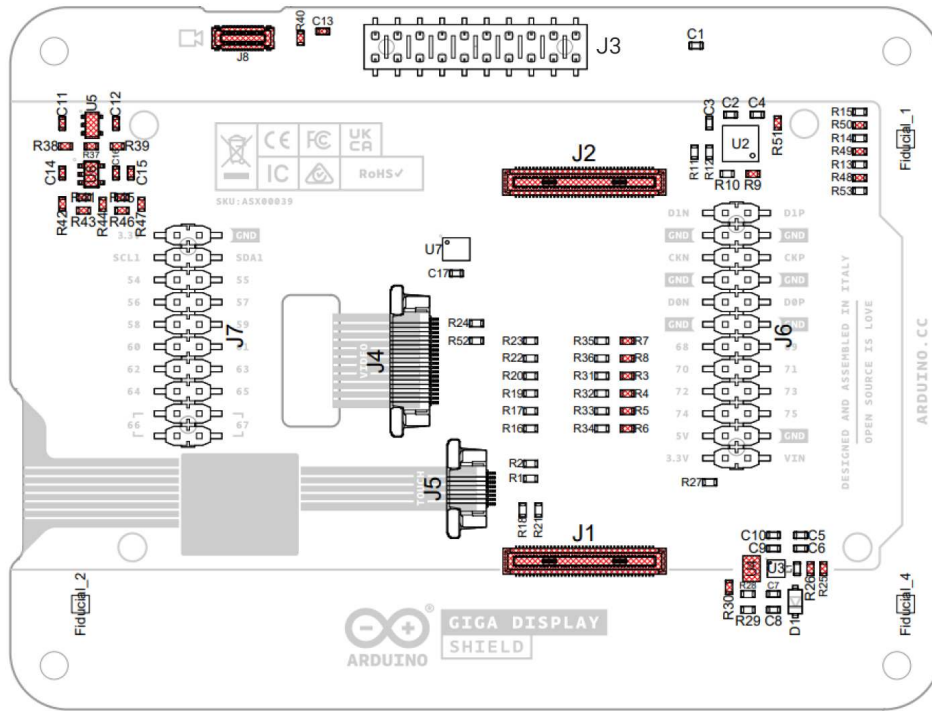 R40
C13
J8
J3
C1
C11
U5
C12
C3
C2
C4
R51
R15
R50
R14
R49
R13
R48
R53
Fiducial_1
R38
R37
R39
U2
R11
R12
R10
R9
C14
C16
C15
R42
R43
R44
R46
R47
CE FC UK CA
IC RoHS✓
SKU:ASX00039
J2
3.3V GND
SCL1 SDA1
54 55
56 57
58 59
60
62 63
64 65
66 67
J7
U7
C17
J4
VIDEO
R24
R52
R23
R22
R20
R19
R17
R16
R35
R36
R31
R32
R33
R34
R7
R8
R3
R4
R5
R6
D1N D1P
GND GND
CKN CKP
GND GND
D0N D0P
GND GND
68
70 71
72 73
74 75
5V GND
3.3V VIN
J6
DESIGNED AND ASSEMBLED IN ITALY
OPEN SOURCE IS LOVE
ARDUINO.CC
J5
TOUCH
R2
R1
R18
R21
R27
J1
C10
C9
C5
C6
U3
R26
R25
R30
R28
C7
R29
C8
D1
Fiducial_2
Fiducial_4
ARDUINO
GIGA DISPLAY
SHIELD